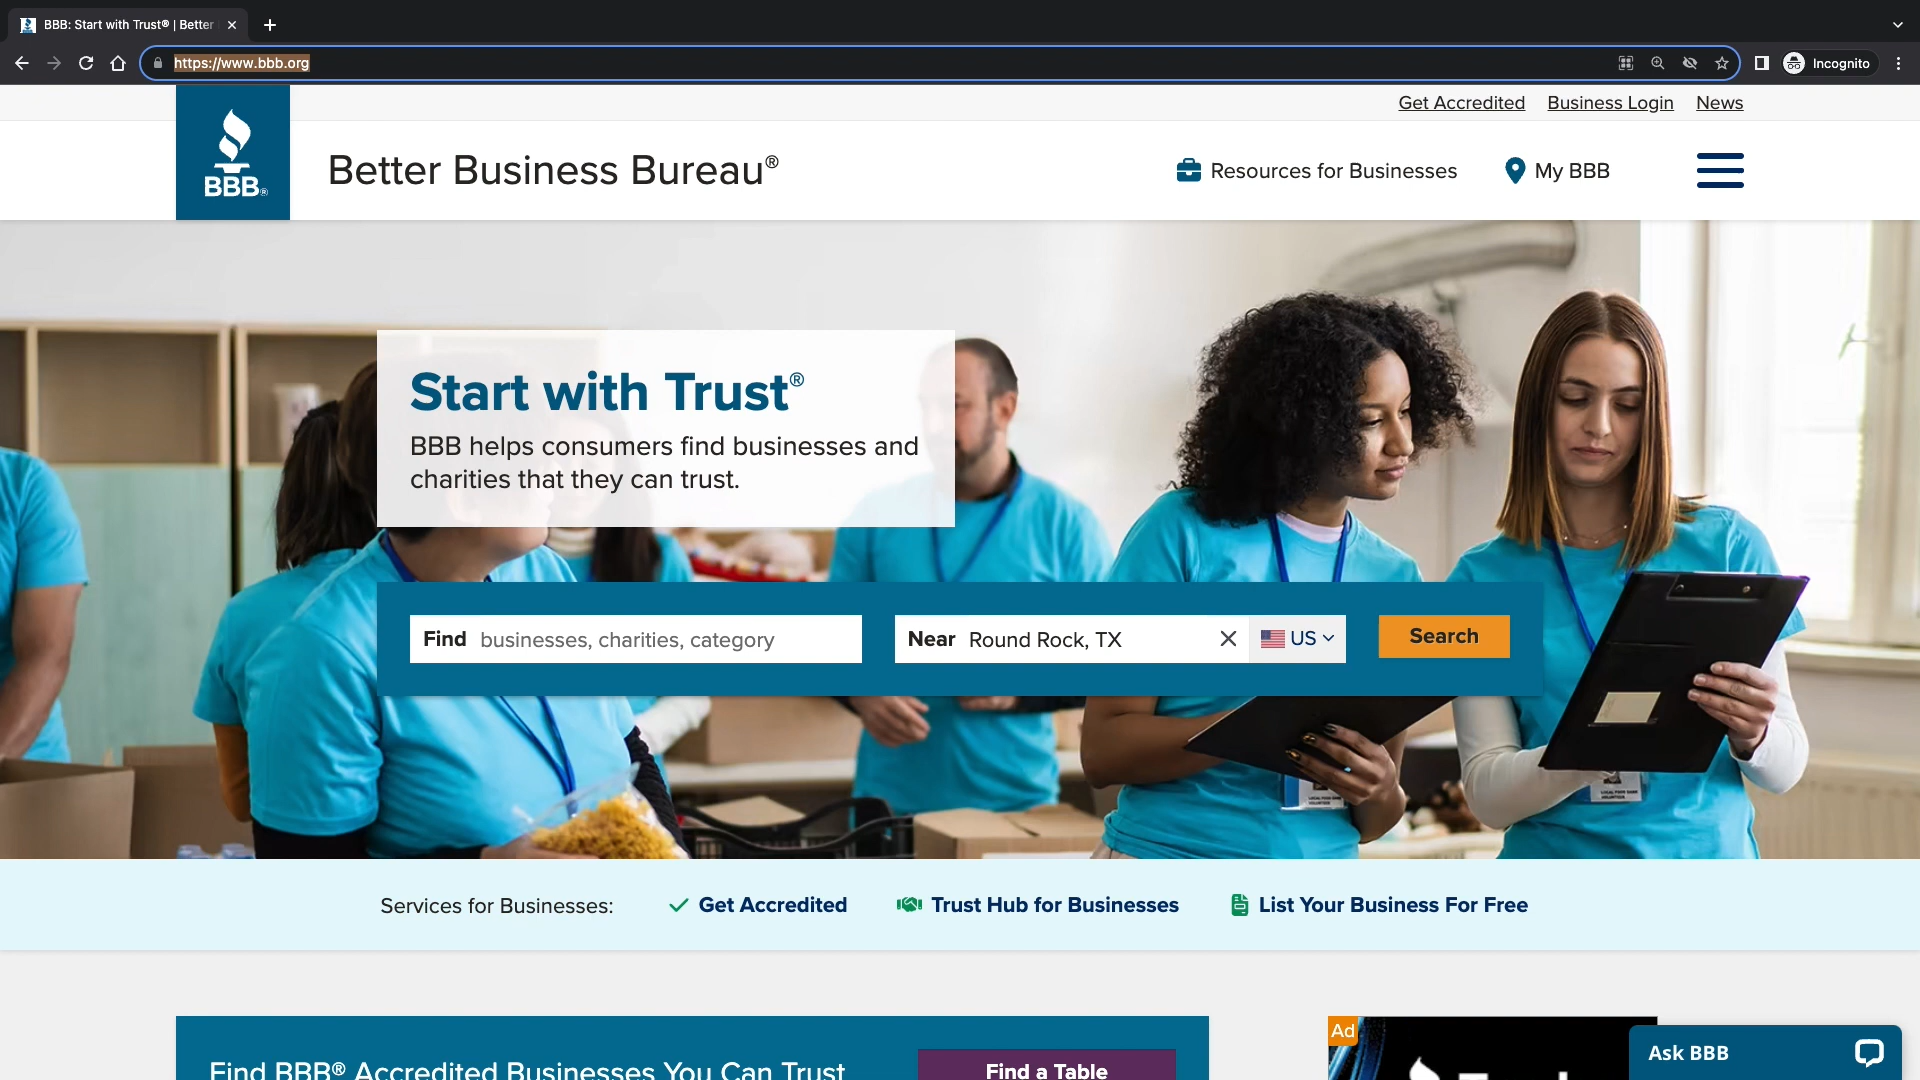 BBB: Start with Trust® | Better
https://www.bbb.org
Incognito
Get Accredited Business Login News
BBB®
Better Business Bureau®
Resources for Businesses
My BBB
Start with Trust®
BBB helps consumers find businesses and
charities that they can trust.
Find businesses, charities, category
Near Round Rock, TX
US
Search
Services for Businesses:
Get Accredited
Trust Hub for Businesses
List Your Business For Free
Find BBB® Accredited Businesses You Can Trust
Find a Table
Ad
Ask BBB